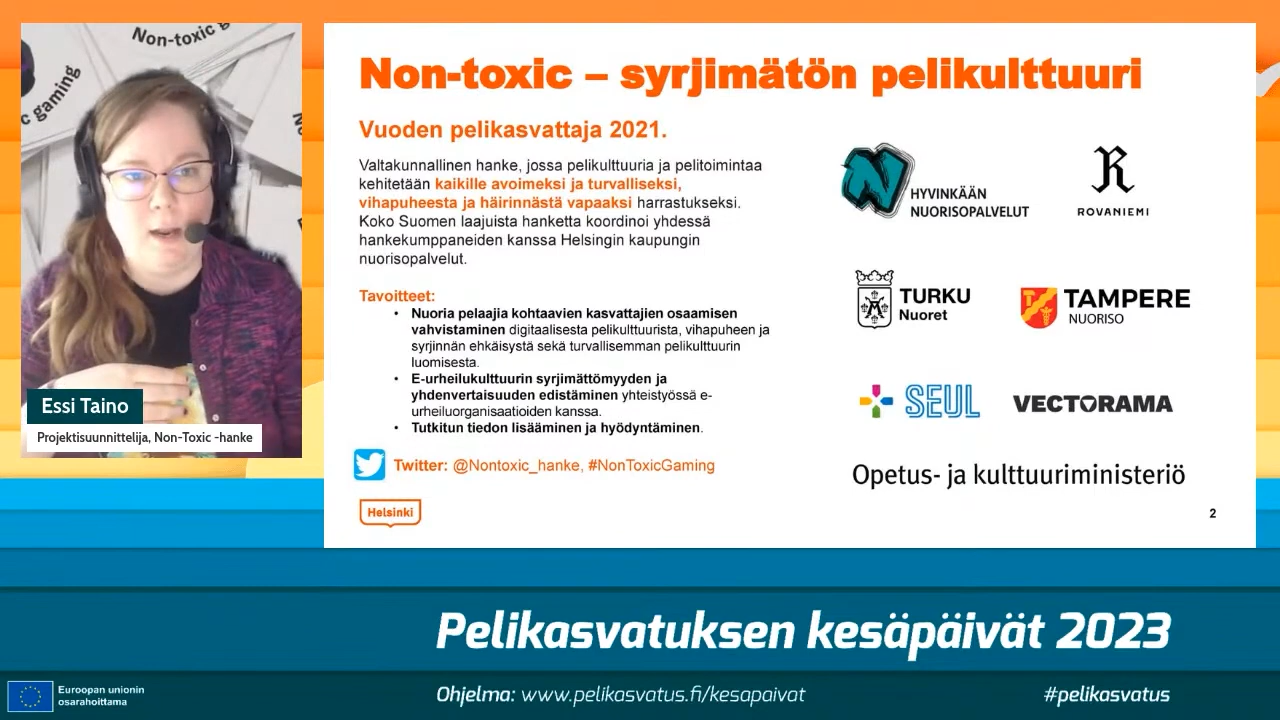 Non-toxic g
c gaming
Essi Taino
Projektisuunnittelija, Non-Toxic -hanke
Non-toxic – syrjimätön pelikulttuuri
Vuoden pelikasvattaja 2021.
Valtakunnallinen hanke, jossa pelikulttuuria ja pelitoimintaa
kehitetään kaikille avoimeksi ja turvalliseksi,
vihapuheesta ja häirinnästä vapaaksi harrastukseksi.
Koko Suomen laajuista hanketta koordinoi yhdessä
hankekumppaneiden kanssa Helsingin kaupungin
nuorisopalvelut.
Tavoitteet:
• Nuoria pelaajia kohtaavien kasvattajien osaamisen
vahvistaminen digitaalisesta pelikulttuurista, vihapuheen ja
syrjinnän ehkäisystä sekä turvallisemman pelikulttuurin
luomisesta.
• E-urheilukulttuurin syrjimättömyyden ja
yhdenvertaisuuden edistäminen yhteistyössä e-
urheiluorganisaatioiden kanssa.
• Tutkitun tiedon lisääminen ja hyödyntäminen.
Twitter: @Nontoxic_hanke, #NonToxicGaming
Helsinki
N
HYVINKÄÄN
NUORISOPALVELUT
R
ROVANIEMI
TURKU
Nuoret
TAMPERE
NUORISO
SEUL
VECTORAMA
Opetus- ja kulttuuriministeriö
2
Pelikasvatuksen kesäpäivät 2023
Euroopan unionin
osarahoittama
Ohjelma: www.pelikasvatus.fi/kesapaivat
#pelikasvatus